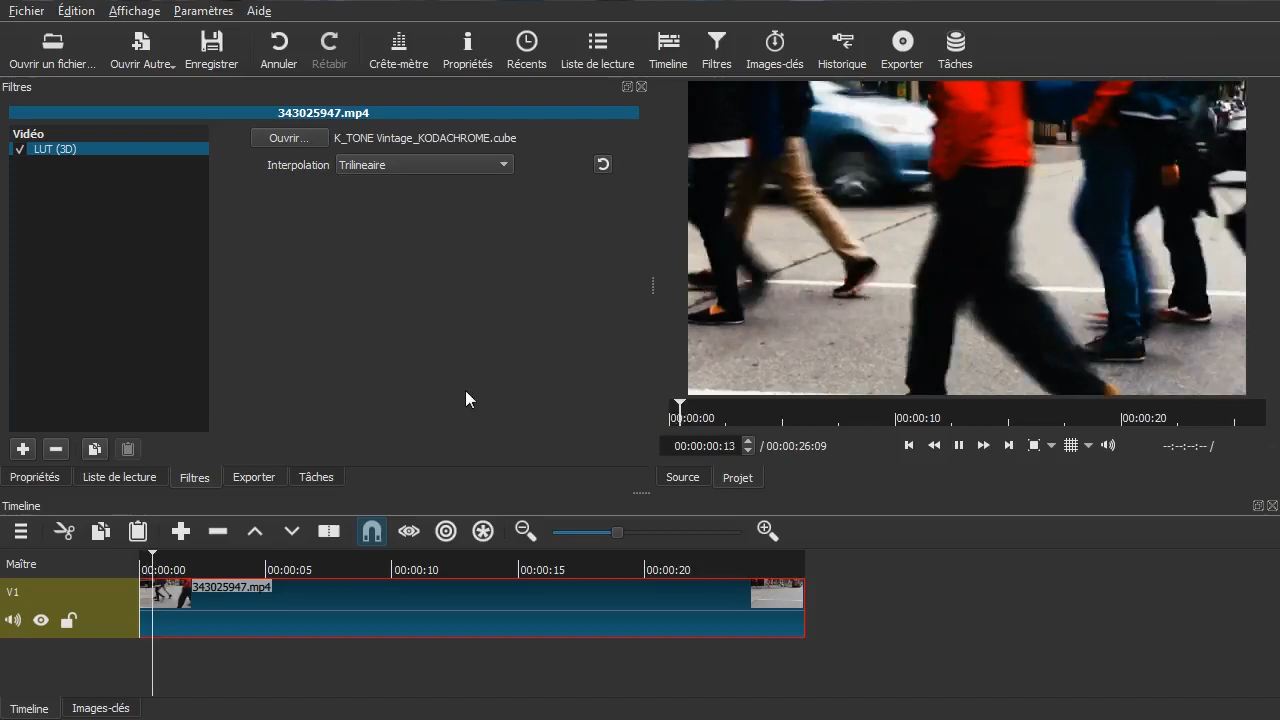 Fichier Édition Affichage Paramètres Aide
Ouvrir un fichier... Ouvrir Autre... Enregistrer Annuler Rétabir Crête-mètre Propriétés Récents Liste de lecture Timeline Filtres Images-clés Historique Exporter Tâches
Filtres
343025947.mp4
Vidéo
LUT (3D)
Ouvrir... K_TONE Vintage_KODACHROME.cube
Interpolation Trilineaire
00:00:00 00:00:10 00:00:20
00:00:00:13 / 00:00:26:09 --:--:--:-- /
Propriétés Liste de lecture Filtres Exporter Tâches
Source Projet
Timeline
Maître
00:00:00 00:00:05 00:00:10 00:00:15 00:00:20
V1
343025947.mp4
Timeline Images-clés